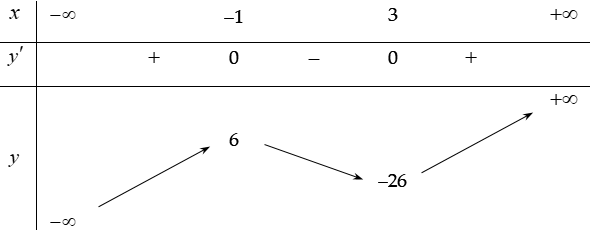 x −∞ −1 3 +∞
y′ + 0 − 0 +
+∞
6
y
−26
−∞